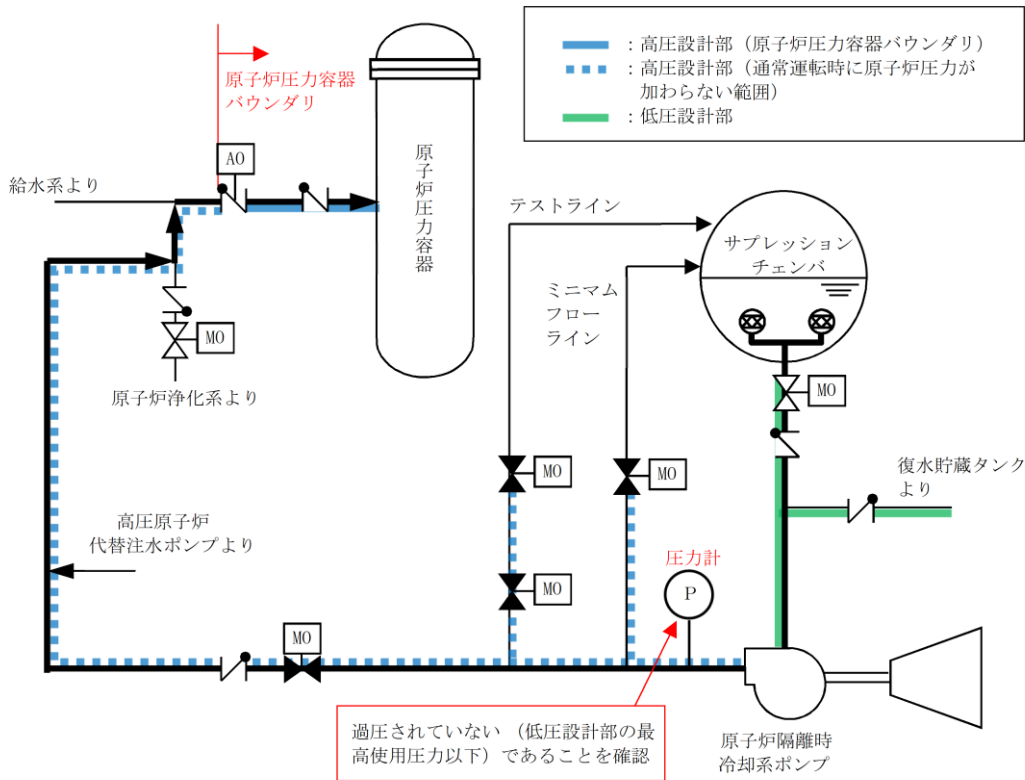 ：高圧設計部（原子炉圧力容器バウンダリ）
：高圧設計部（通常運転時に原子炉圧力が
加わらない範囲）
：低圧設計部
原子炉圧力容器
バウンダリ
AO
給水系より
原子炉圧力容器
テストライン
サプレッション
チェンバ
ミニマム
フロー
ライン
MO
原子炉浄化系より
MO
MO
MO
復水貯蔵タンク
より
高圧原子炉
代替注水ポンプより
圧力計
MO
P
MO
過圧されていない （低圧設計部の最
高使用圧力以下）であることを確認
原子炉隔離時
冷却系ポンプ